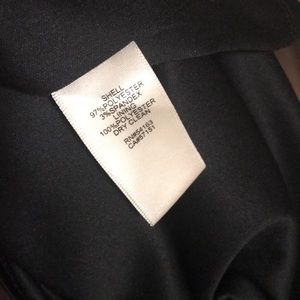 SHELL
97%POLYESTER
3%SPANDEX
LINING
100%POLYESTER
DRY CLEAN
RN#54163
CA#57151